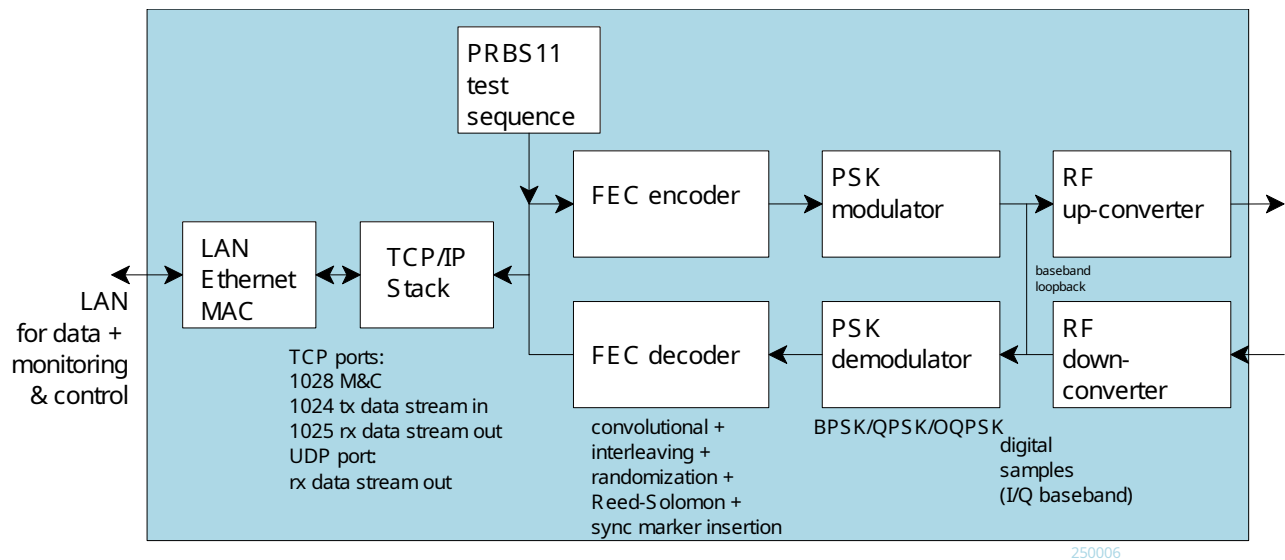 PRBS11
test
sequence
FEC encoder
PSK
modulator
RF
up-converter
LAN
Ethernet
MAC
TCP/IP
Stack
baseband
loopback
LAN
for data +
monitoring
& control
FEC decoder
PSK
demodulator
RF
down-
converter
TCP ports:
1028 M&C
1024 tx data stream in
1025 rx data stream out
UDP port:
rx data stream out
convolutional +
interleaving +
randomization +
Reed-Solomon +
sync marker insertion
BPSK/QPSK/OQPSK
digital
samples
(I/Q baseband)
250006